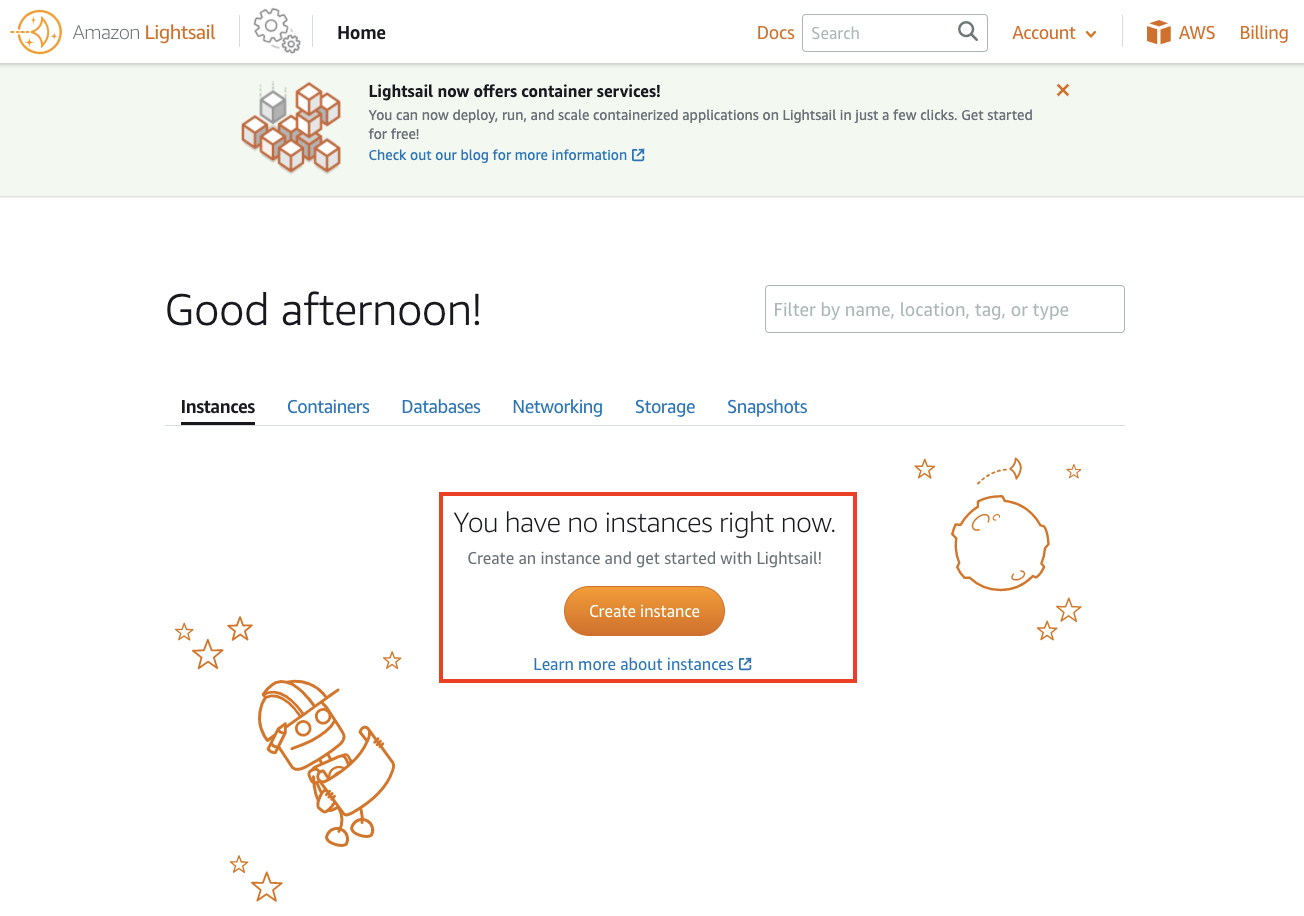 Amazon Lightsail
Home
Docs
Search
Account
AWS
Billing
Lightsail now offers container services!
You can now deploy, run, and scale containerized applications on Lightsail in just a few clicks. Get started
for free!
Check out our blog for more information
Good afternoon!
Filter by name, location, tag, or type
Instances
Containers
Databases
Networking
Storage
Snapshots
You have no instances right now.
Create an instance and get started with Lightsail!
Create instance
Learn more about instances